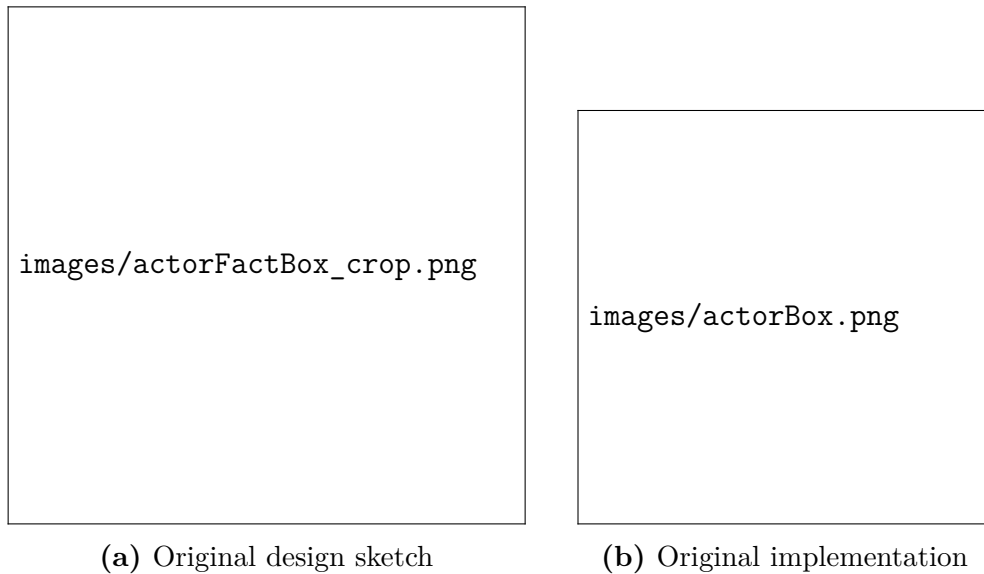 images/actorFactBox_crop.png
images/actorBox.png
(a) Original design sketch
(b) Original implementation